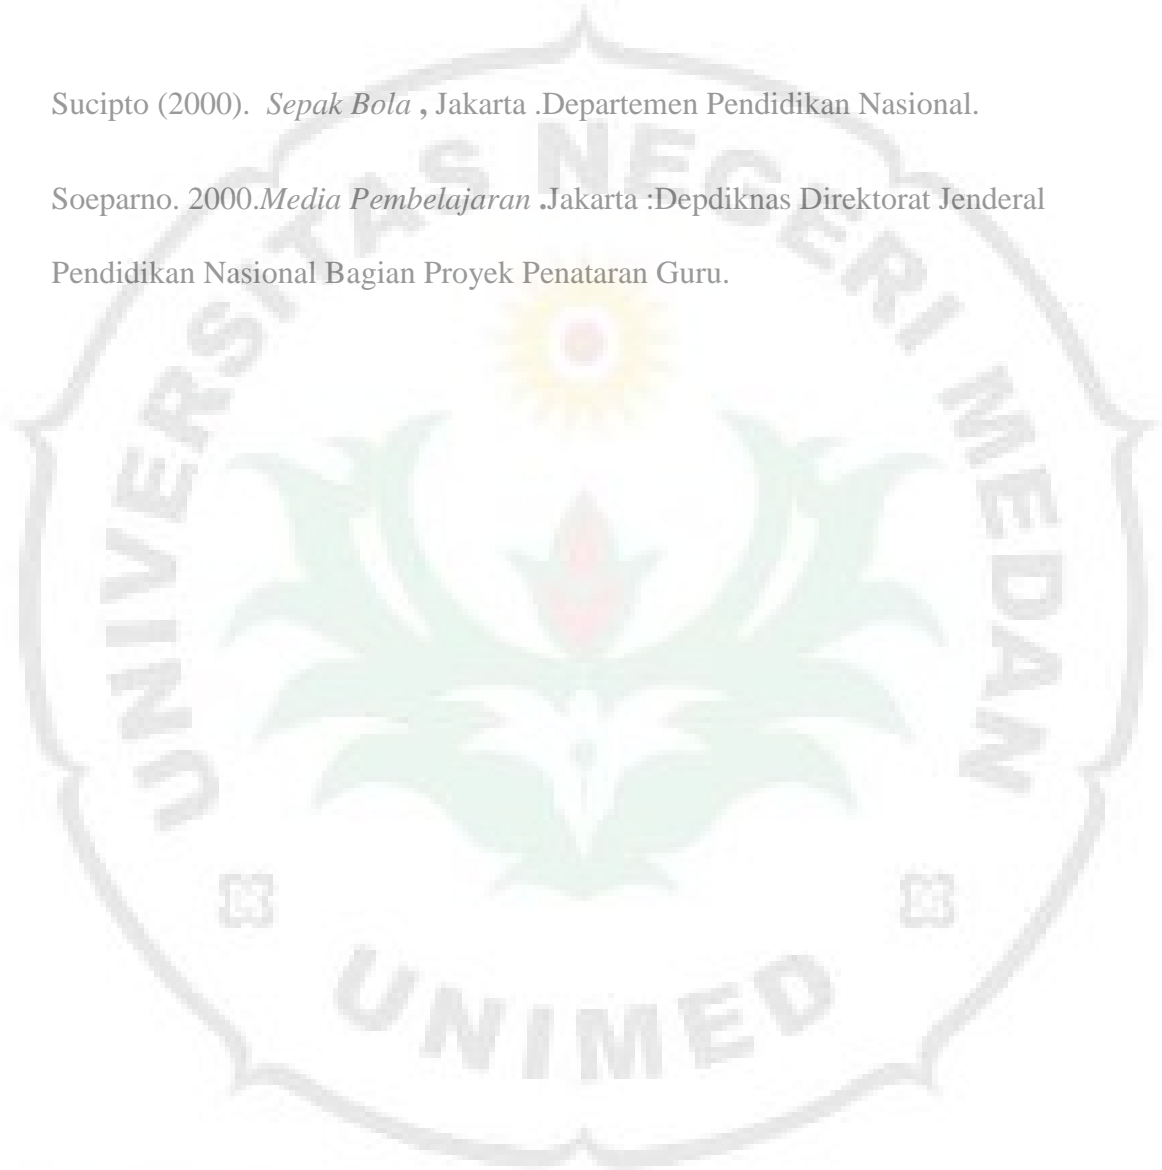 Sucipto (2000).  Sepak Bola , Jakarta .Departemen Pendidikan Nasional.
Soeparno. 2000.Media Pembelajaran .Jakarta :Depdiknas Direktorat Jenderal
Pendidikan Nasional Bagian Proyek Penataran Guru.
UNIVERSITAS NEGERI MEDAN
UNIMED